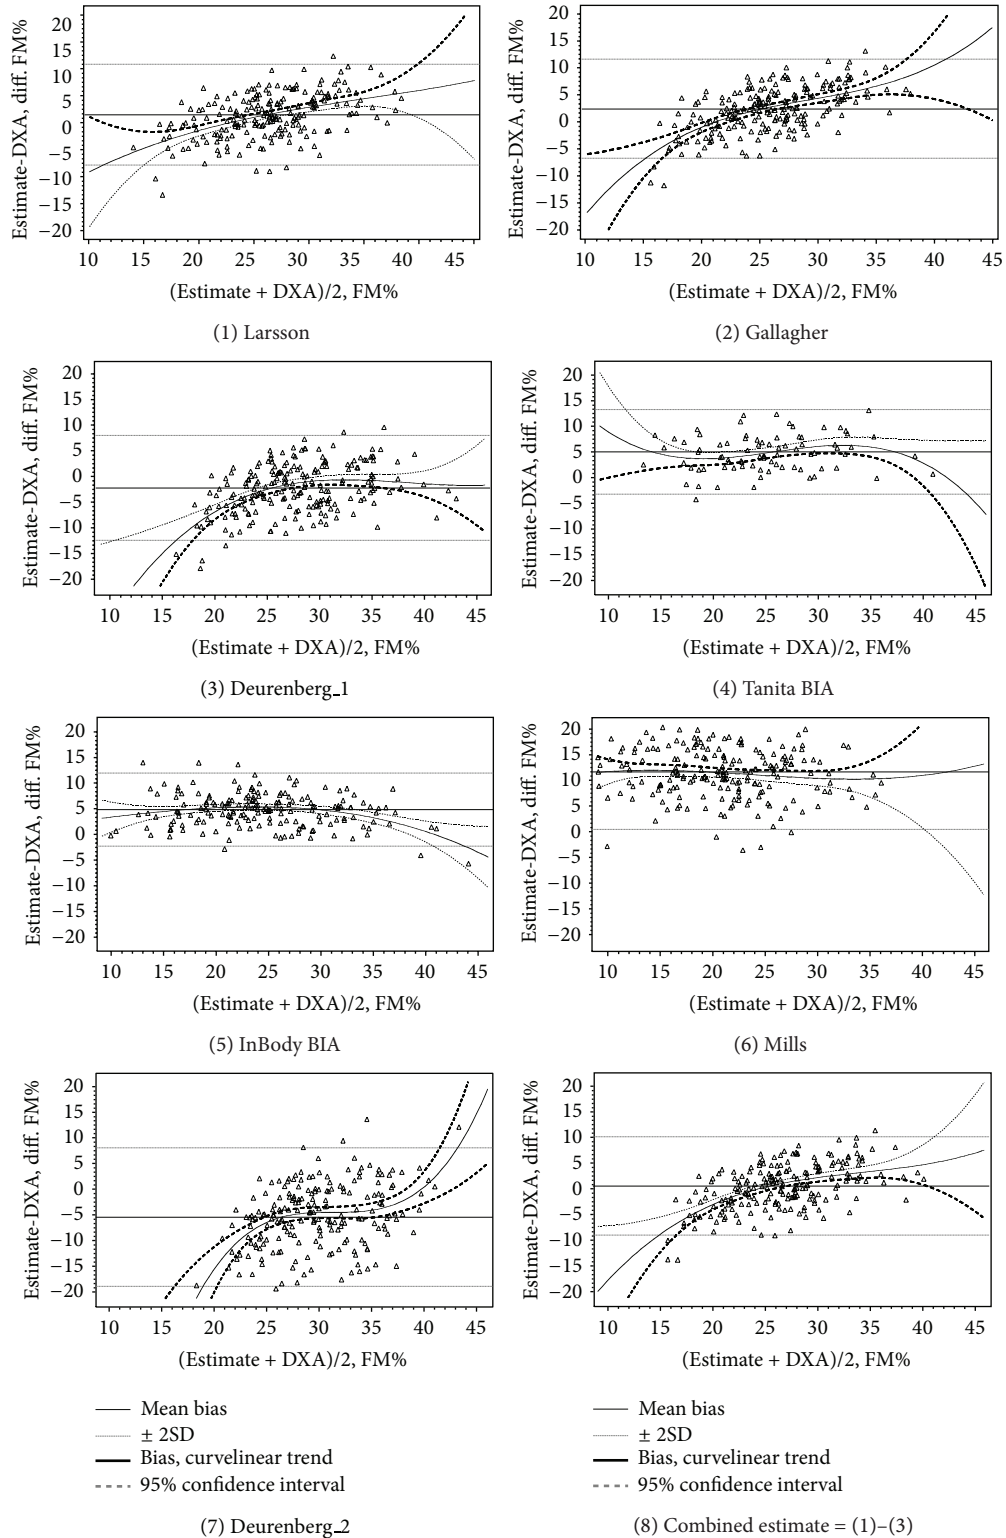 Estimate-DXA, diff. FM%
20
15
10
5
0
−5
−10
−15
−20
10 15 20 25 30 35 40 45
(Estimate + DXA)/2, FM%
(1) Larsson
Estimate-DXA, diff. FM%
20
15
10
5
0
−5
−10
−15
−20
10 15 20 25 30 35 40 45
(Estimate + DXA)/2, FM%
(2) Gallagher
Estimate-DXA, diff. FM%
20
15
10
5
0
−5
−10
−15
−20
10 15 20 25 30 35 40 45
(Estimate + DXA)/2, FM%
(3) Deurenberg_1
Estimate-DXA, diff. FM%
20
15
10
5
0
−5
−10
−15
−20
10 15 20 25 30 35 40 45
(Estimate + DXA)/2, FM%
(4) Tanita BIA
Estimate-DXA, diff. FM%
20
15
10
5
0
−5
−10
−15
−20
10 15 20 25 30 35 40 45
(Estimate + DXA)/2, FM%
(5) InBody BIA
Estimate-DXA, diff. FM%
20
15
10
5
0
−5
−10
−15
−20
10 15 20 25 30 35 40 45
(Estimate + DXA)/2, FM%
(6) Mills
Estimate-DXA, diff. FM%
20
15
10
5
0
−5
−10
−15
−20
10 15 20 25 30 35 40 45
(Estimate + DXA)/2, FM%
Mean bias
± 2SD
Bias, curvelinear trend
95% confidence interval
(7) Deurenberg_2
Estimate-DXA, diff. FM%
20
15
10
5
0
−5
−10
−15
−20
10 15 20 25 30 35 40 45
(Estimate + DXA)/2, FM%
Mean bias
± 2SD
Bias, curvelinear trend
95% confidence interval
(8) Combined estimate = (1)–(3)